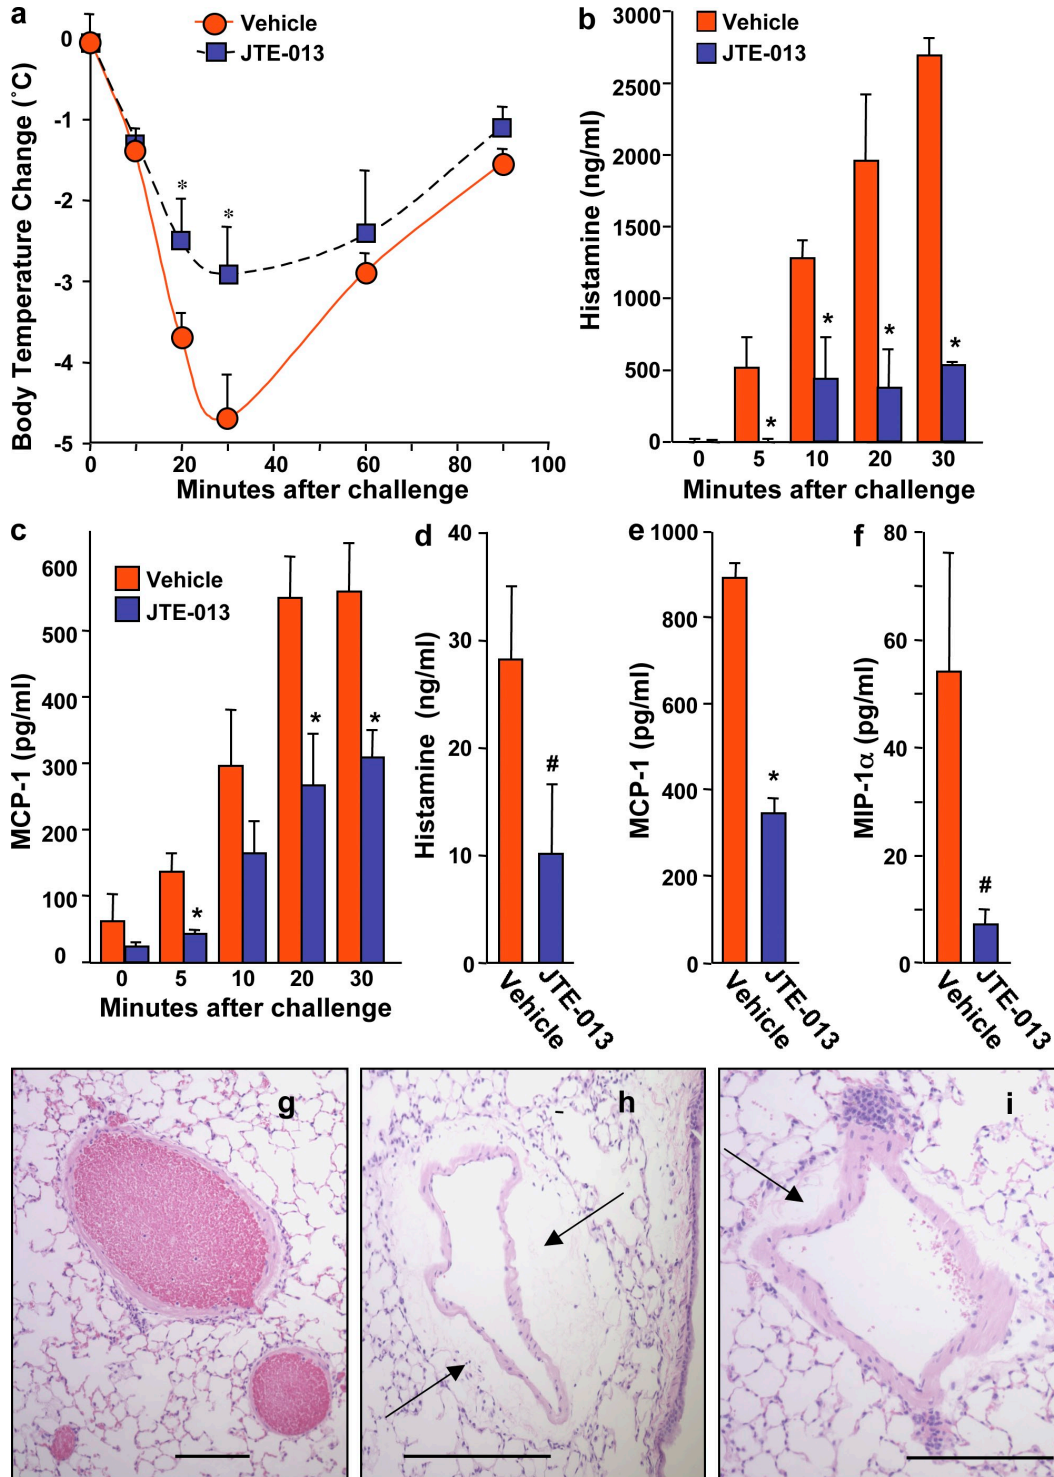 a
Vehicle
JTE-013
0
-1
-2
-3
-4
-5
*
*
Body Temperature Change (˚C)
0 20 40 60 80 100
Minutes after challenge
b
Vehicle
JTE-013
3000
2500
2000
1500
1000
500
0
*
*
*
*
Histamine (ng/ml)
0 5 10 20 30
Minutes after challenge
c
Vehicle
JTE-013
600
500
400
300
200
100
0
*
*
*
MCP-1 (pg/ml)
0 5 10 20 30
Minutes after challenge
d
40
30
20
10
0
#
Histamine (ng/ml)
Vehicle
JTE-013
e
1000
800
600
400
200
0
*
MCP-1 (pg/ml)
Vehicle
JTE-013
f
80
60
40
20
0
#
MIP-1α (pg/ml)
Vehicle
JTE-013
g
h
i